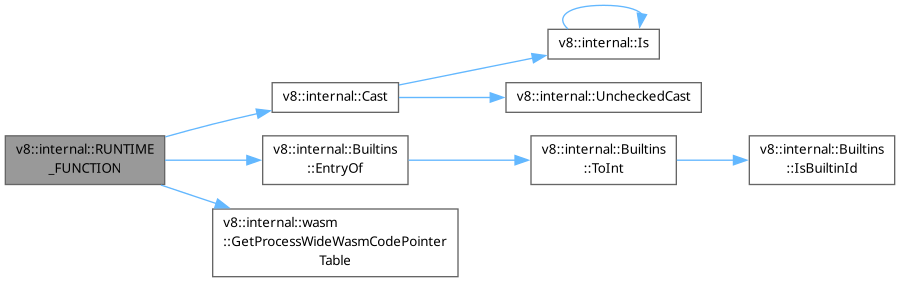 v8::internal::RUNTIME
_FUNCTION
v8::internal::Cast
v8::internal::Is
v8::internal::UncheckedCast
v8::internal::Builtins
::EntryOf
v8::internal::Builtins
::ToInt
v8::internal::Builtins
::IsBuiltinId
v8::internal::wasm
::GetProcessWideWasmCodePointer
Table